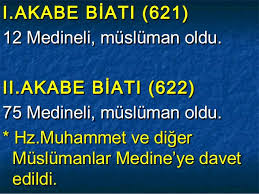 I.AKABE BİATI (621)
12 Medineli, müslüman oldu.
II.AKABE BİATI (622)
75 Medineli, müslüman oldu.
* Hz.Muhammet ve diğer
Müslümanlar Medine'ye davet
edildi.